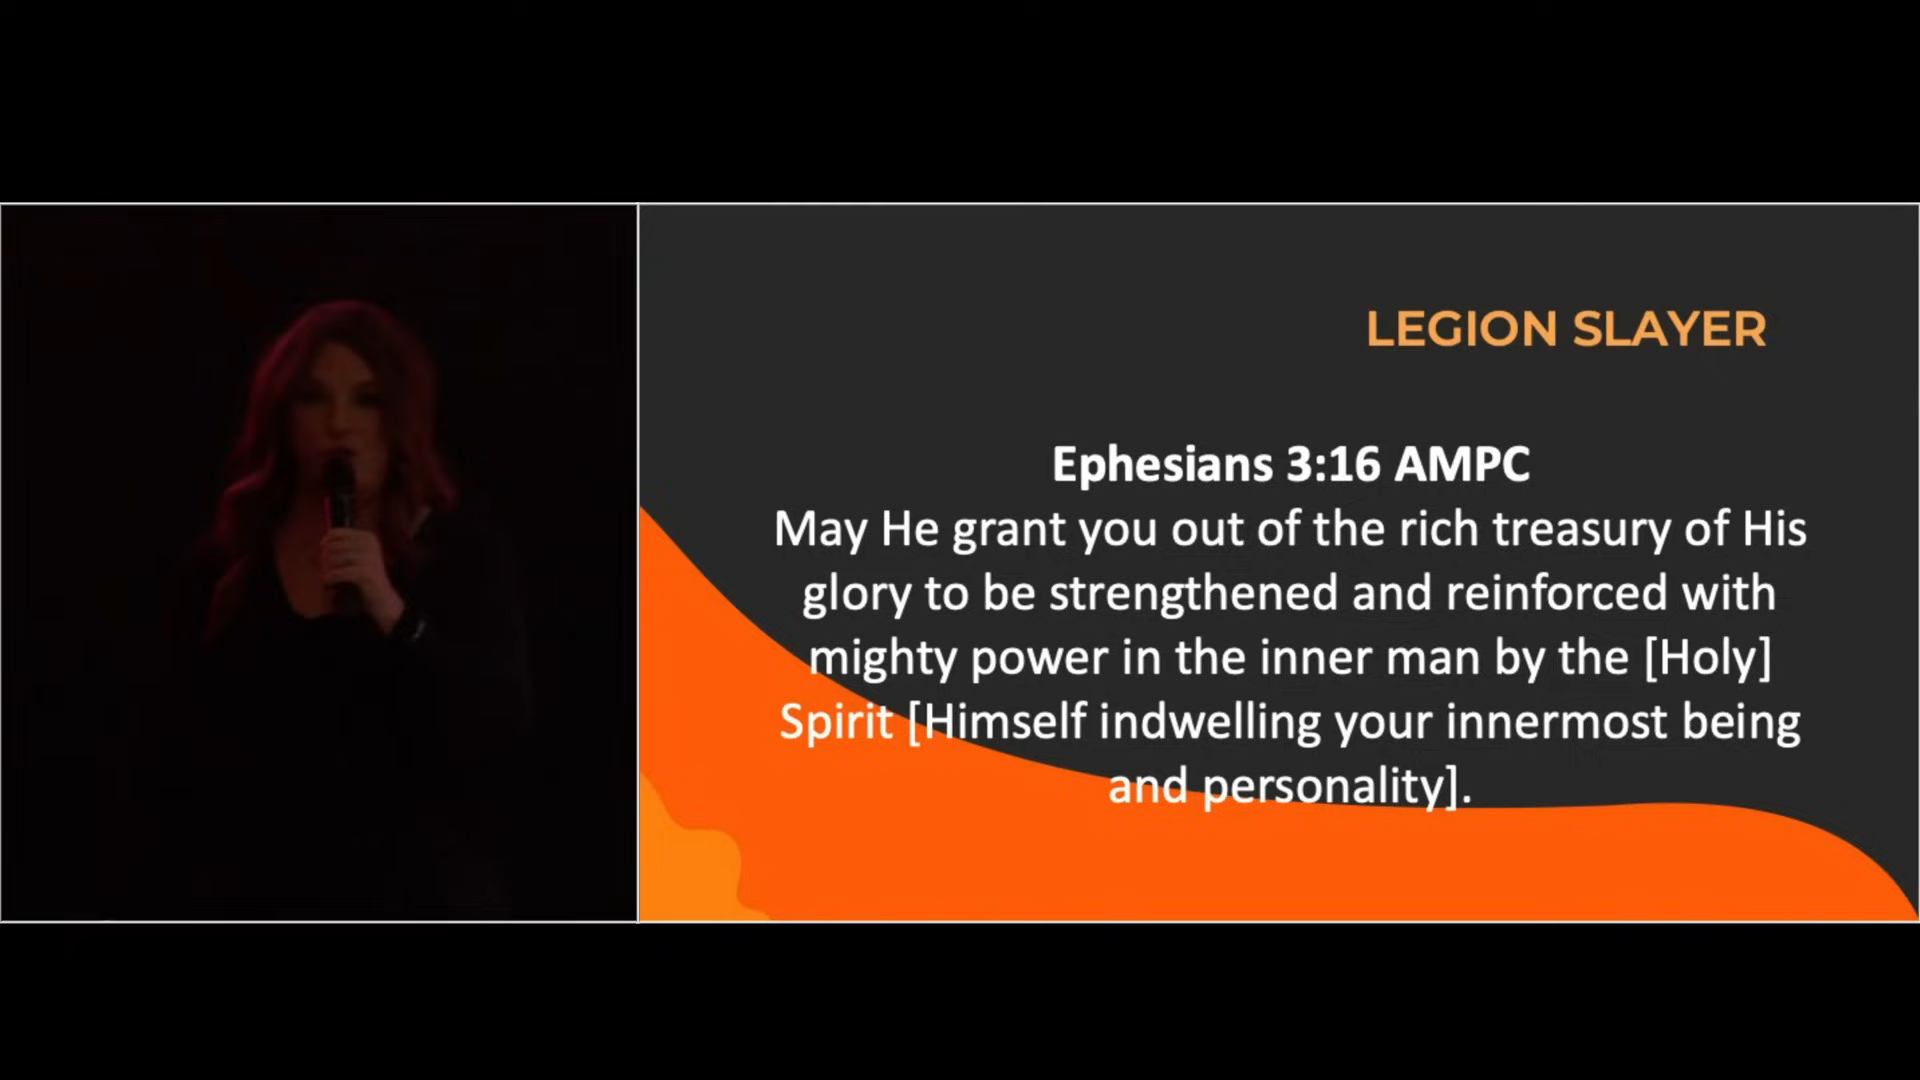 LEGION SLAYER
Ephesians 3:16 AMPC
May He grant you out of the rich treasury of His
glory to be strengthened and reinforced with
mighty power in the inner man by the [Holy]
Spirit [Himself indwelling your innermost being
and personality].